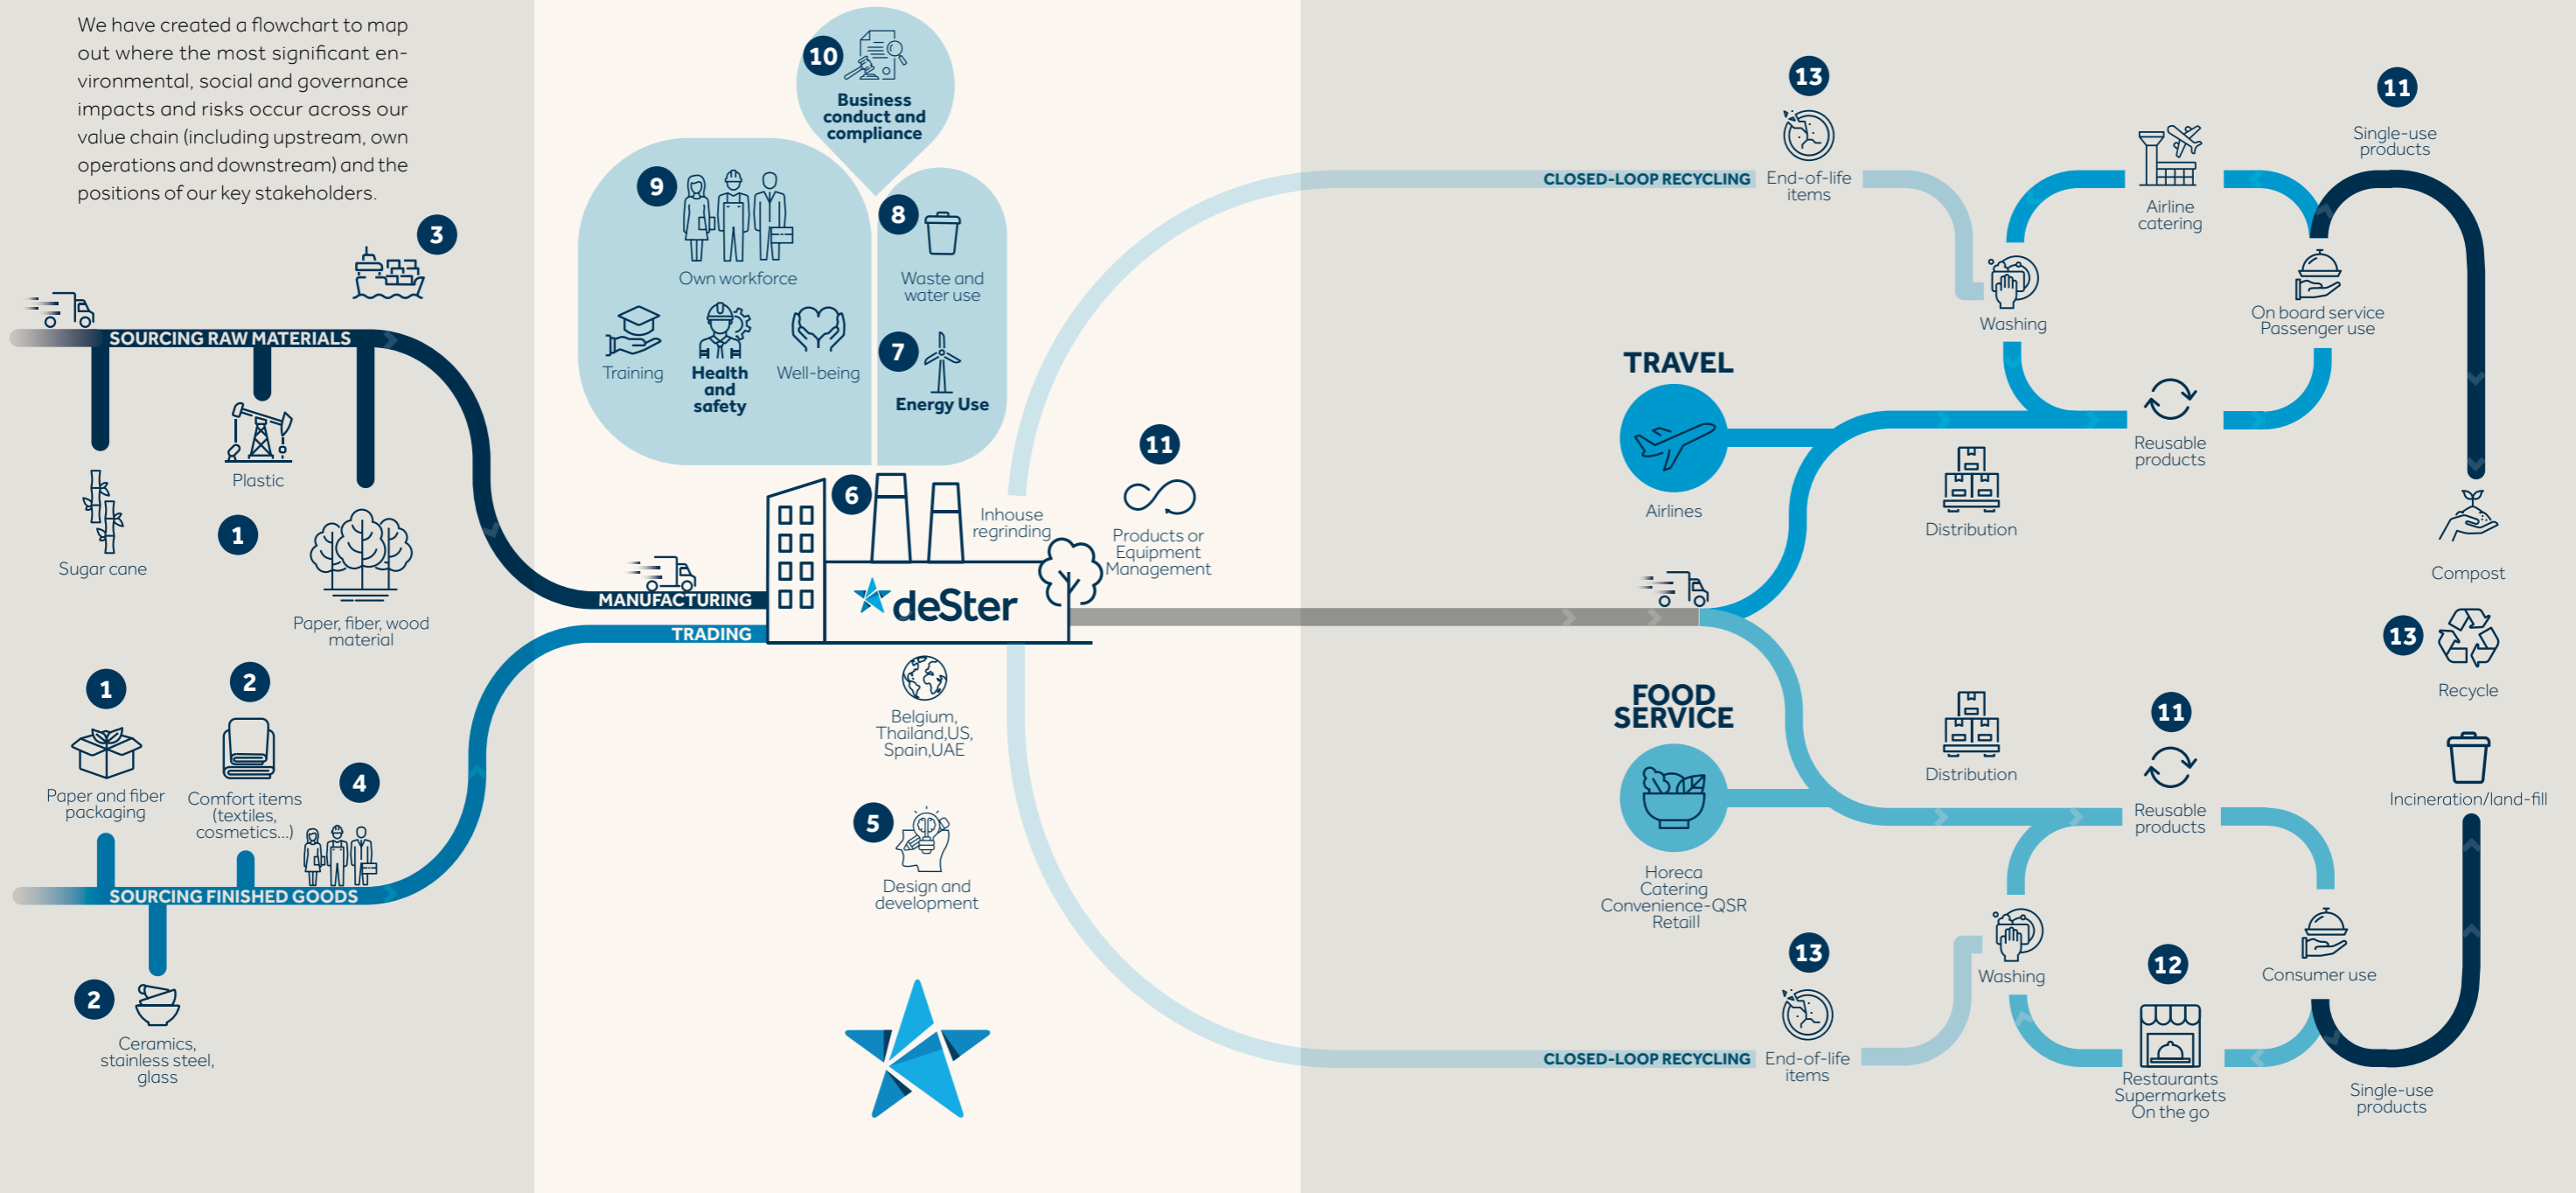 We have created a flowchart to map
out where the most significant en-
vironmental, social and governance
impacts and risks occur across our
value chain (including upstream, own
operations and downstream) and the
positions of our key stakeholders.
3
SOURCING RAW MATERIALS
Sugar cane
Plastic
1
Paper, fiber, wood
material
1
Paper and fiber
packaging
2
Comfort items
(textiles,
cosmetics...)
4
SOURCING FINISHED GOODS
2
Ceramics,
stainless steel,
glass
10
Business
conduct and
compliance
9
Own workforce
Training
Health
and
safety
Well-being
8
Waste and
water use
7
Energy Use
6
Inhouse
regrinding
MANUFACTURING
TRADING
deSter
11
Products or
Equipment
Management
Belgium,
Thailand,US,
Spain,UAE
5
Design and
development
CLOSED-LOOP RECYCLING
13
End-of-life
items
Washing
Airline
catering
11
Single-use
products
On board service
Passenger use
TRAVEL
Airlines
Distribution
Reusable
products
Compost
13
Recycle
Incineration/land-fill
FOOD
SERVICE
Horeca
Catering
Convenience-QSR
Retaill
Distribution
11
Reusable
products
Washing
12
Restaurants
Supermarkets
On the go
Consumer use
CLOSED-LOOP RECYCLING
13
End-of-life
items
Single-use
products